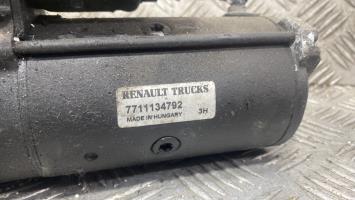 RENAULT TRUCKS
7711134792
MADE IN HUNGARY 3H